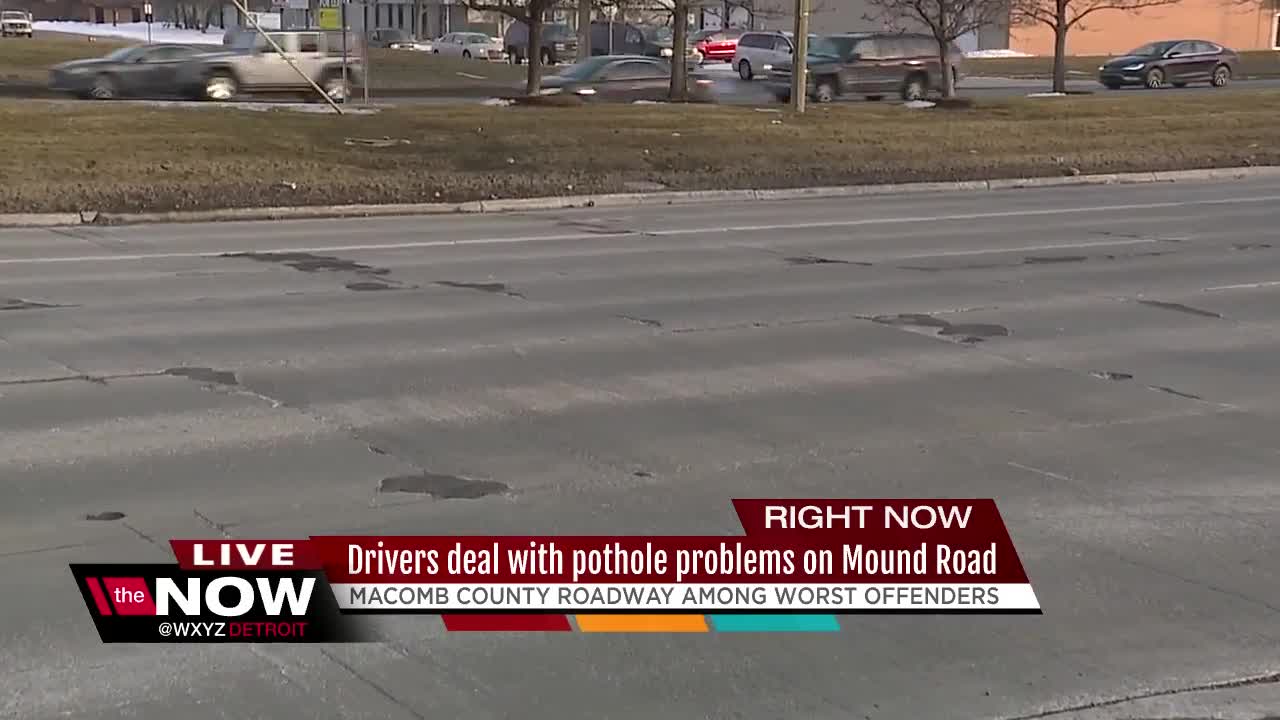 RIGHT NOW
LIVE
Drivers deal with pothole problems on Mound Road
the NOW
MACOMB COUNTY ROADWAY AMONG WORST OFFENDERS
@WXYZDETROIT